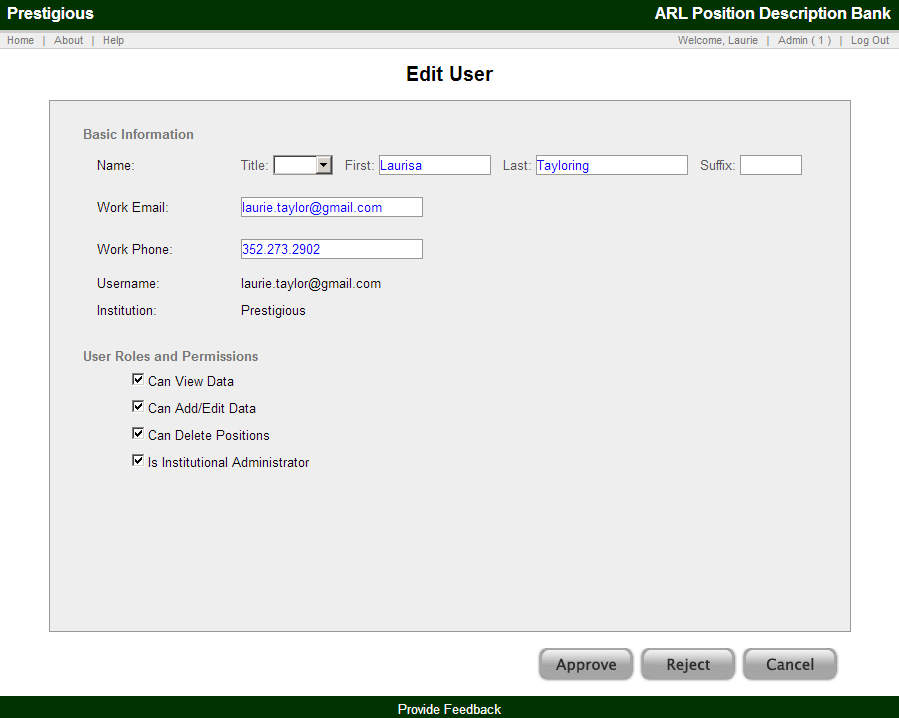 Prestigious ARL Position Description Bank
Home | About | Help Welcome, Laurie | Admin ( 1 ) | Log Out
Edit User
Basic Information
Name: Title: First: Laurisa Last: Tayloring Suffix:
Work Email: laurie.taylor@gmail.com
Work Phone: 352.273.2902
Username: laurie.taylor@gmail.com
Institution: Prestigious
User Roles and Permissions
Can View Data
Can Add/Edit Data
Can Delete Positions
Is Institutional Administrator
Approve Reject Cancel
Provide Feedback